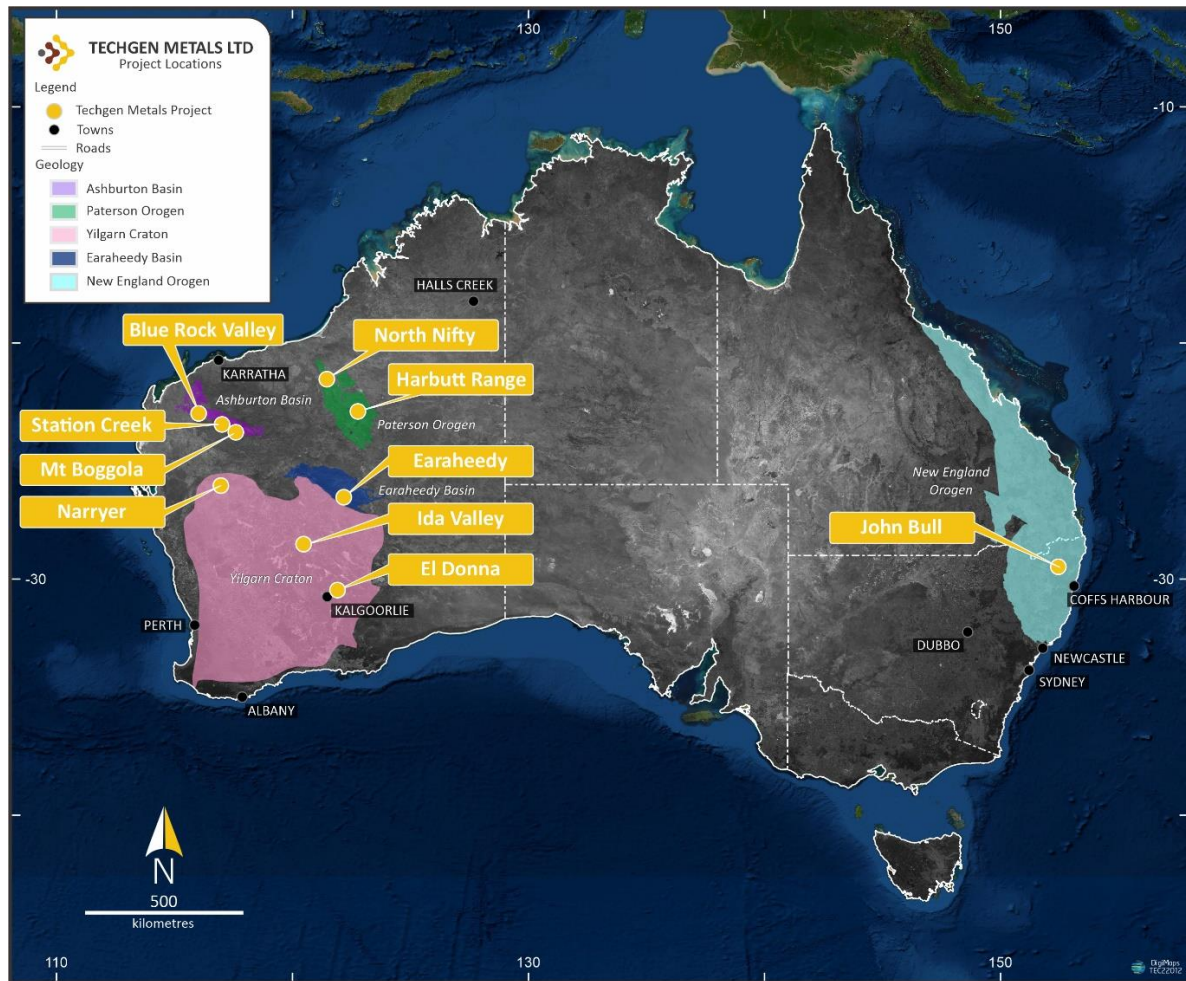 130
150
TECHGEN METALS LTD
Project Locations
Legend
Techgen Metals Project
Towns
Roads
Geology
Ashburton Basin
Paterson Orogen
Yilgarn Craton
Earaheedy Basin
New England Orogen
-10
HALLS CREEK
Blue Rock Valley
North Nifty
KARRATHA
Harbutt Range
Ashburton Basin
Station Creek
Paterson Orogen
Mt Boggola
Earaheedy
New England
Orogen
Earaheedy Basin
Narryer
Ida Valley
John Bull
El Donna
Yilgarn Craton
-30
-30
KALGOORLIE
COFFS HARBOUR
PERTH
DUBBO
NEWCASTLE
SYDNEY
ALBANY
N
500
kilometres
110
130
150
DigiMaps
TEC22012